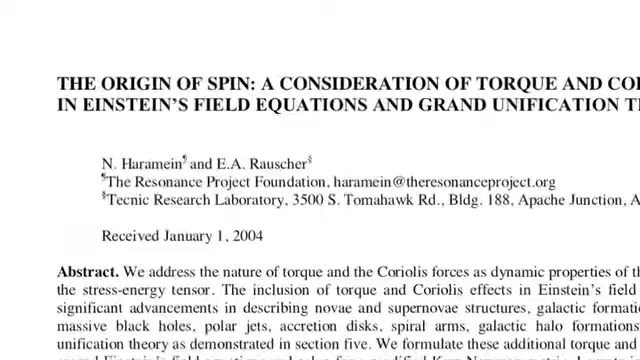 THE ORIGIN OF SPIN: A CONSIDERATION OF TORQUE AND
IN EINSTEIN'S FIELD EQUATIONS AND GRAND UNIFICATION
N. Haramein¶ and E.A. Rauscher§
¶The Resonance Project Foundation, haramein@theresonanceproject.org
§Tecnic Research Laboratory, 3500 S. Tomahawk Rd., Bldg. 188, Apache Junction, A
Received January 1, 2004
Abstract. We address the nature of torque and the Coriolis forces as dynamic properties of
the stress-energy tensor. The inclusion of torque and Coriolis effects in Einstein's field
significant advancements in describing novae and supernovae structures, galactic
massive black holes, polar jets, accretion disks, spiral arms, galactic halo formations
unification theory as demonstrated in section five. We formulate these additional torque and